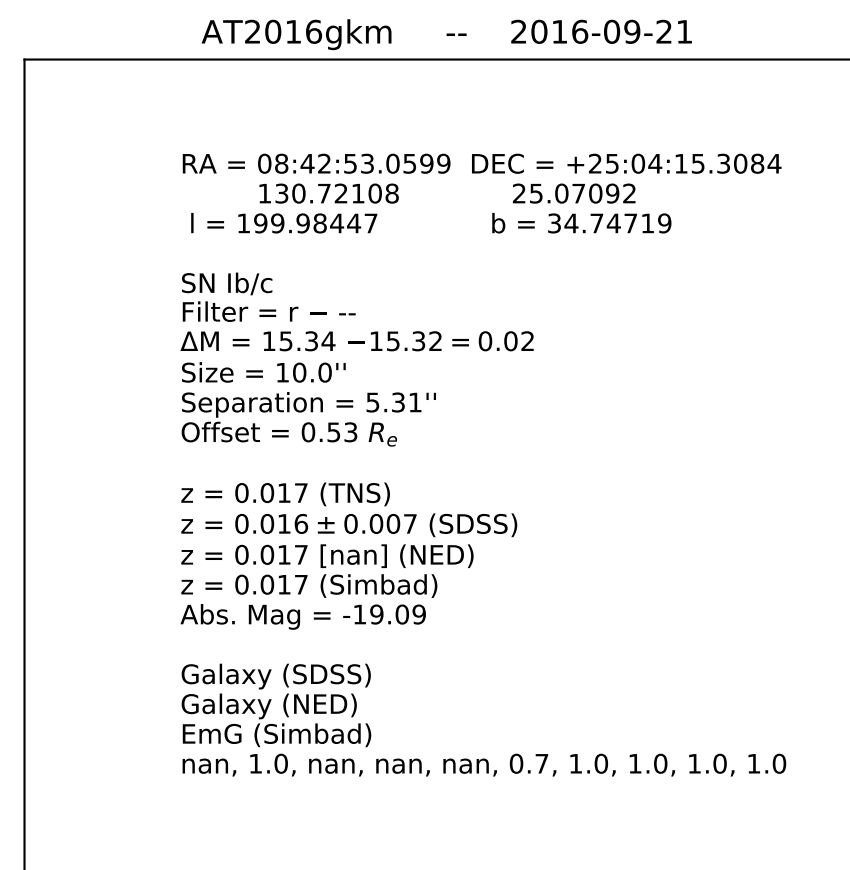 AT2016gkm -- 2016-09-21
RA = 08:42:53.0599 DEC = +25:04:15.3084
130.72108 25.07092
l = 199.98447 b = 34.74719
SN Ib/c
Filter = r − --
ΔM = 15.34 −15.32 = 0.02
Size = 10.0''
Separation = 5.31''
Offset = 0.53 Re
z = 0.017 (TNS)
z = 0.016 ± 0.007 (SDSS)
z = 0.017 [nan] (NED)
z = 0.017 (Simbad)
Abs. Mag = -19.09
Galaxy (SDSS)
Galaxy (NED)
EmG (Simbad)
nan, 1.0, nan, nan, nan, 0.7, 1.0, 1.0, 1.0, 1.0